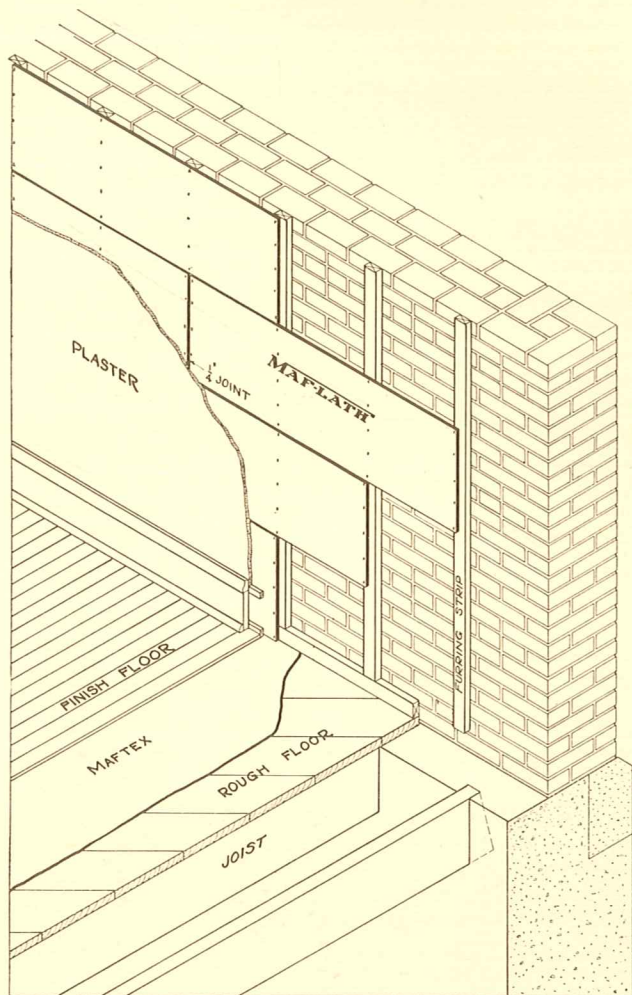 PLASTER
1/4" JOINT
MAF-LATH
FURRING STRIP
FINISH FLOOR
MAFTEX
ROUGH FLOOR
JOIST